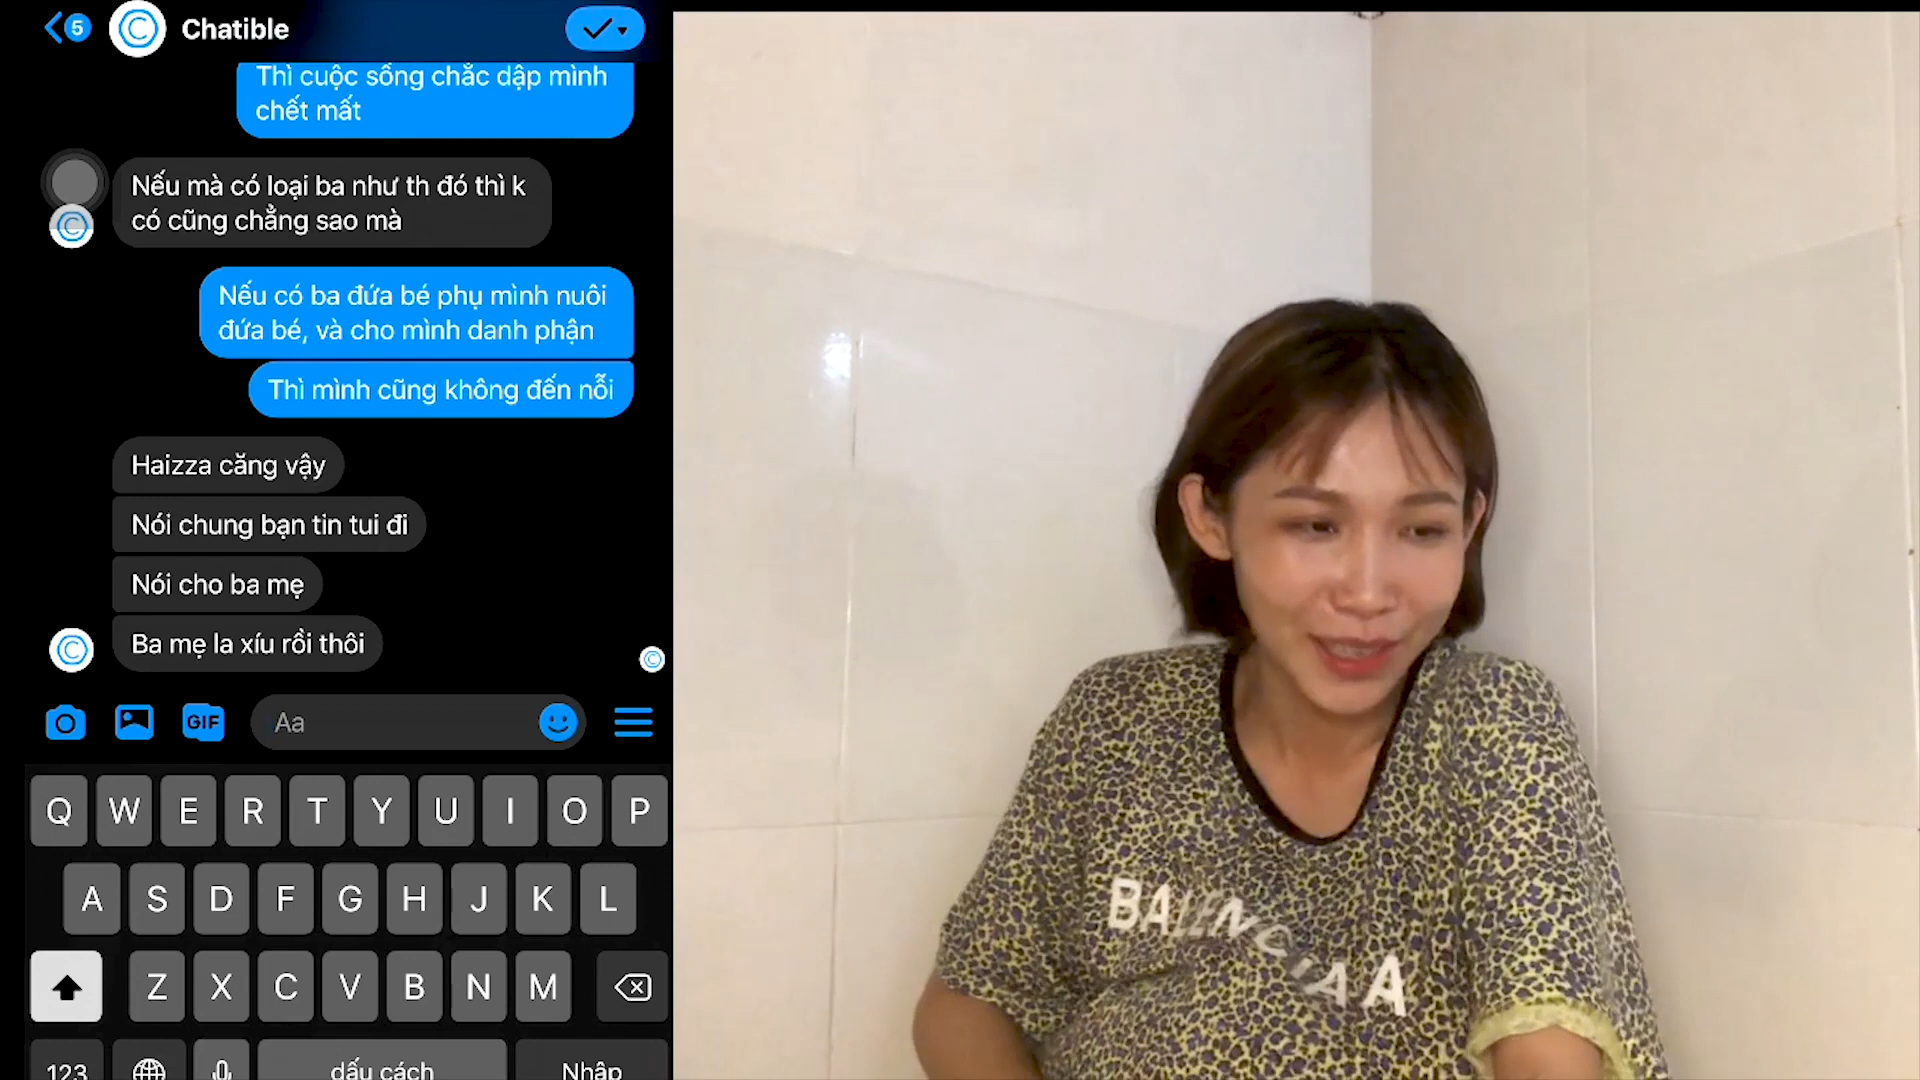 5
Chatible
Thì cuộc sống chắc dập mình
chết mất
Nếu mà có loại ba như th đó thì k
có cũng chẳng sao mà
Nếu có ba đứa bé phụ mình nuôi
đứa bé, và cho mình danh phận
Thì mình cũng không đến nỗi
Haizza căng vậy
Nói chung bạn tin tui đi
Nói cho ba mẹ
Ba mẹ la xíu rồi thôi
GIF
Aa
Q W E R T Y U I O P
A S D F G H J K L
Z X C V B N M
123
dấu cách
Nhập